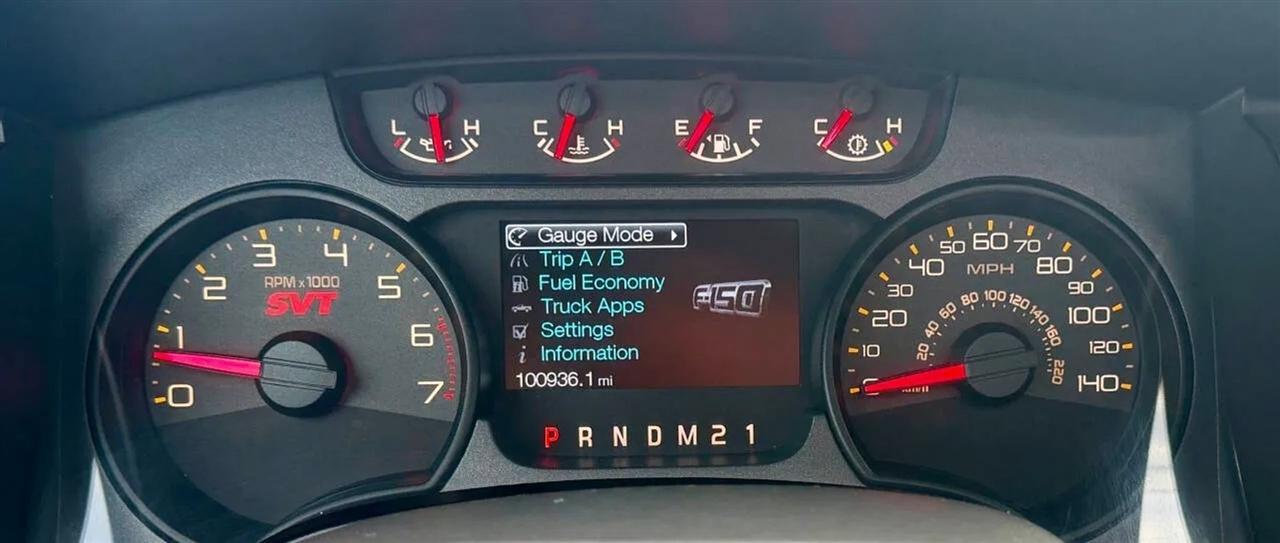 L H
C H
E F
C H
0 1 2 3 4 5 6 7
RPM x 1000
SVT
Gauge Mode
Trip A / B
Fuel Economy
Truck Apps
Settings
Information
100936.1 mi
F-150
P R N D M 2 1
0 10 20 30 40 50 60 70 80 90 100 120 140
MPH
20 40 60 80 100 120 140 160
220
km/h